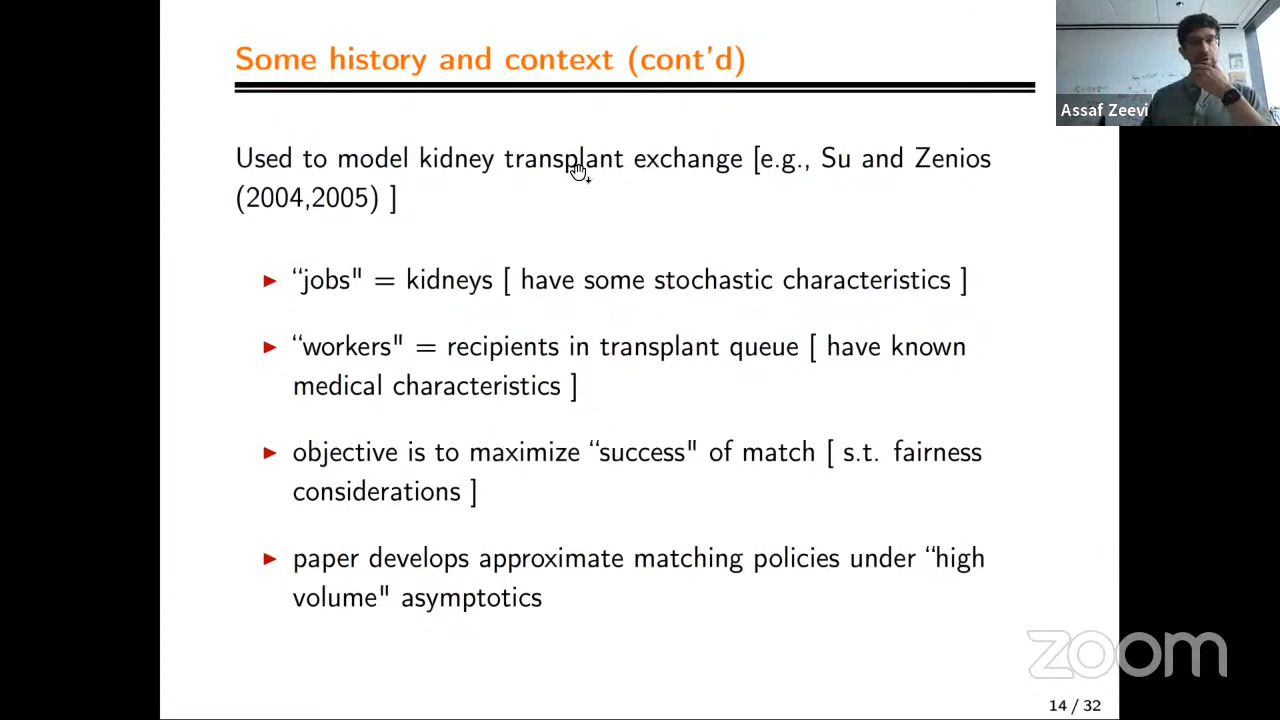 Some history and context (cont'd)
Assaf Zeevi
Used to model kidney transplant exchange [e.g., Su and Zenios
(2004,2005) ]
► “jobs" = kidneys [ have some stochastic characteristics ]
► “workers" = recipients in transplant queue [ have known
medical characteristics ]
► objective is to maximize “success" of match [ s.t. fairness
considerations ]
► paper develops approximate matching policies under “high
volume" asymptotics
zoom
14 / 32